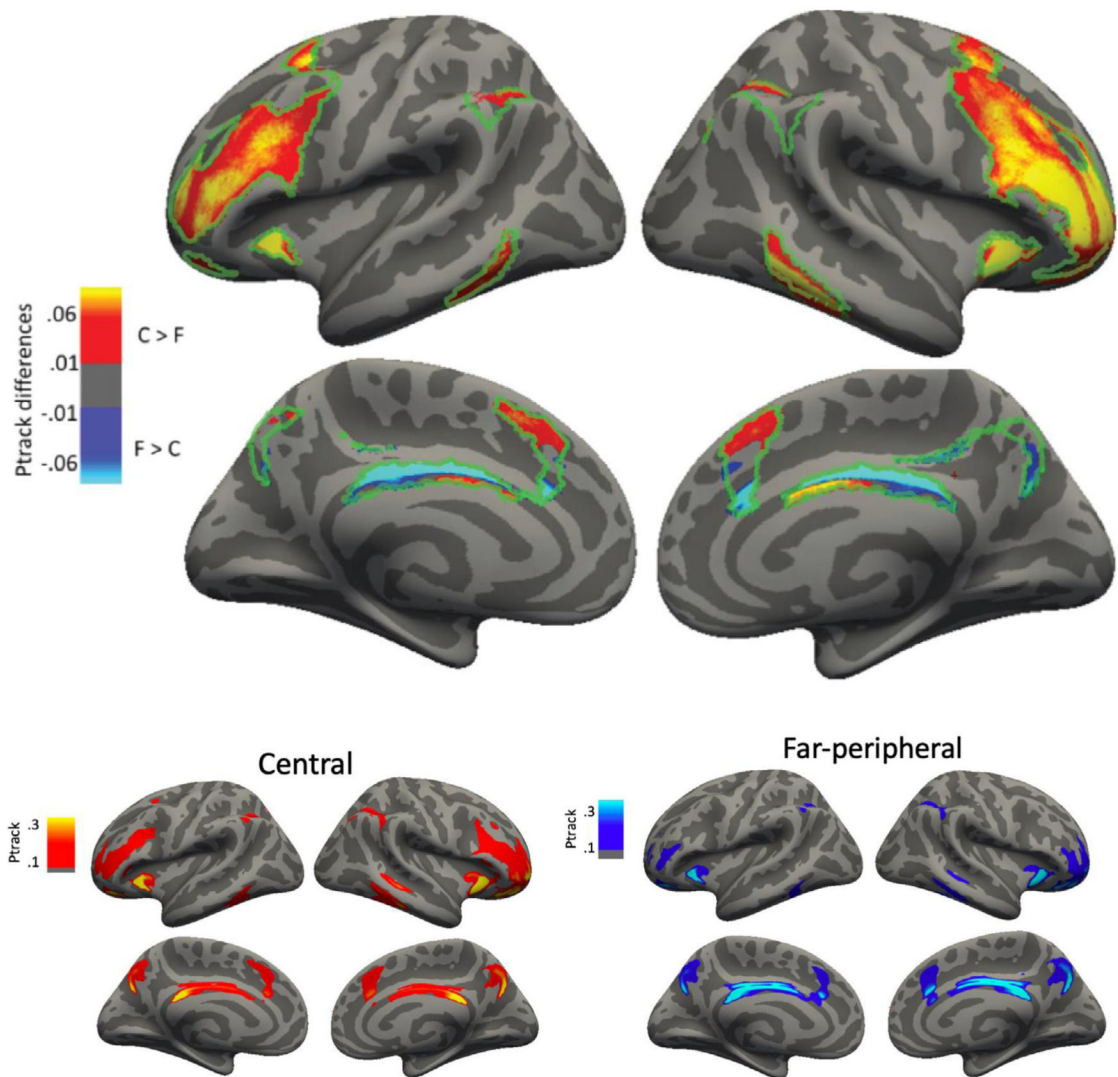 Ptrack differences
.06
.01
-.01
-.06
C > F
F > C
Central
Ptrack
.3
.1
Far-peripheral
Ptrack
.3
.1